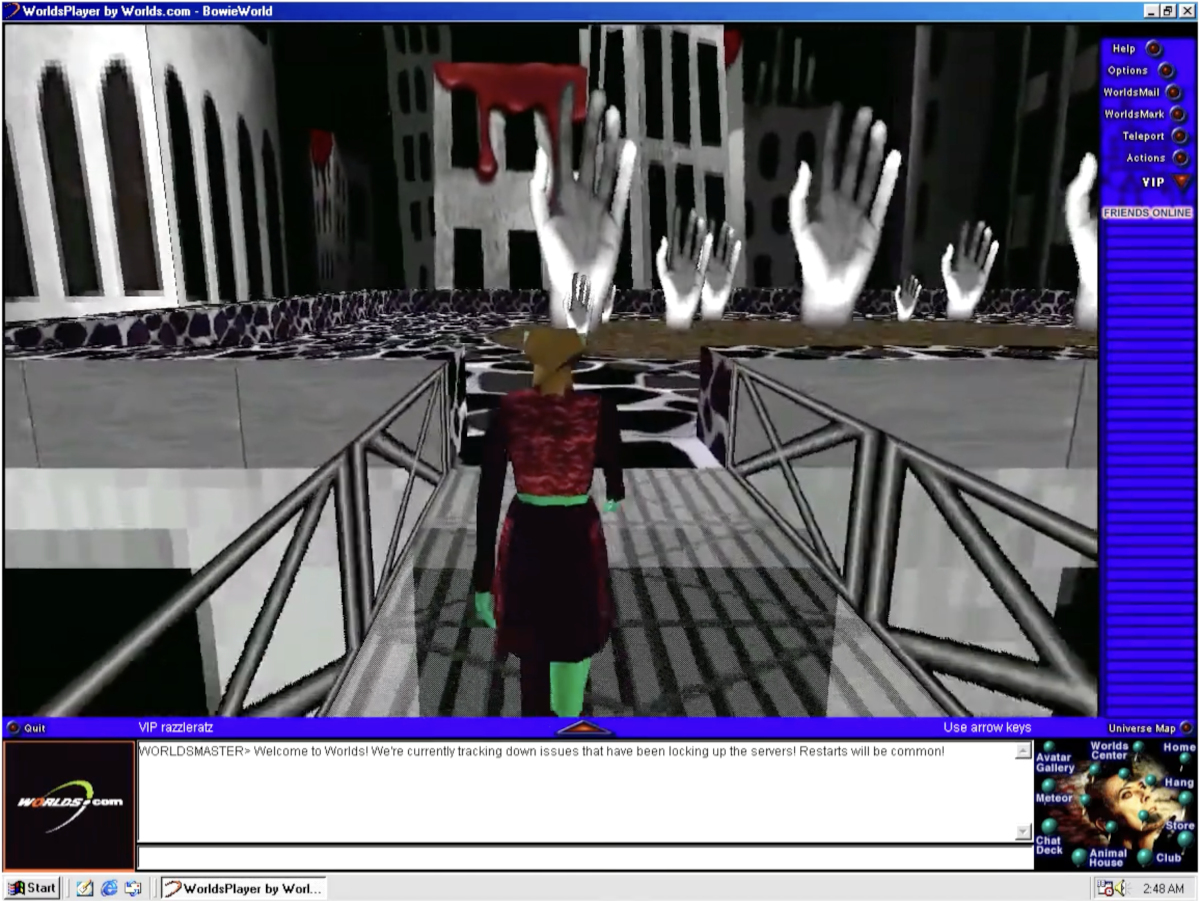 WorldsPlayer by Worlds.com - BowieWorld
Help
Options
WorldsMail
WorldsMark
Teleport
Actions
VIP
FRIENDS ONLINE
Quit
VIP razzleratz
Use arrow keys
Universe Map
WORLDS.com
WORLDSMASTER> Welcome to Worlds! We're currently tracking down issues that have been locking up the servers! Restarts will be common!
Worlds
Center
Home
Avatar
Gallery
Hang
Meteor
Store
Chat
Deck
Animal
House
Club
Start
WorldsPlayer by Worl...
2:48 AM